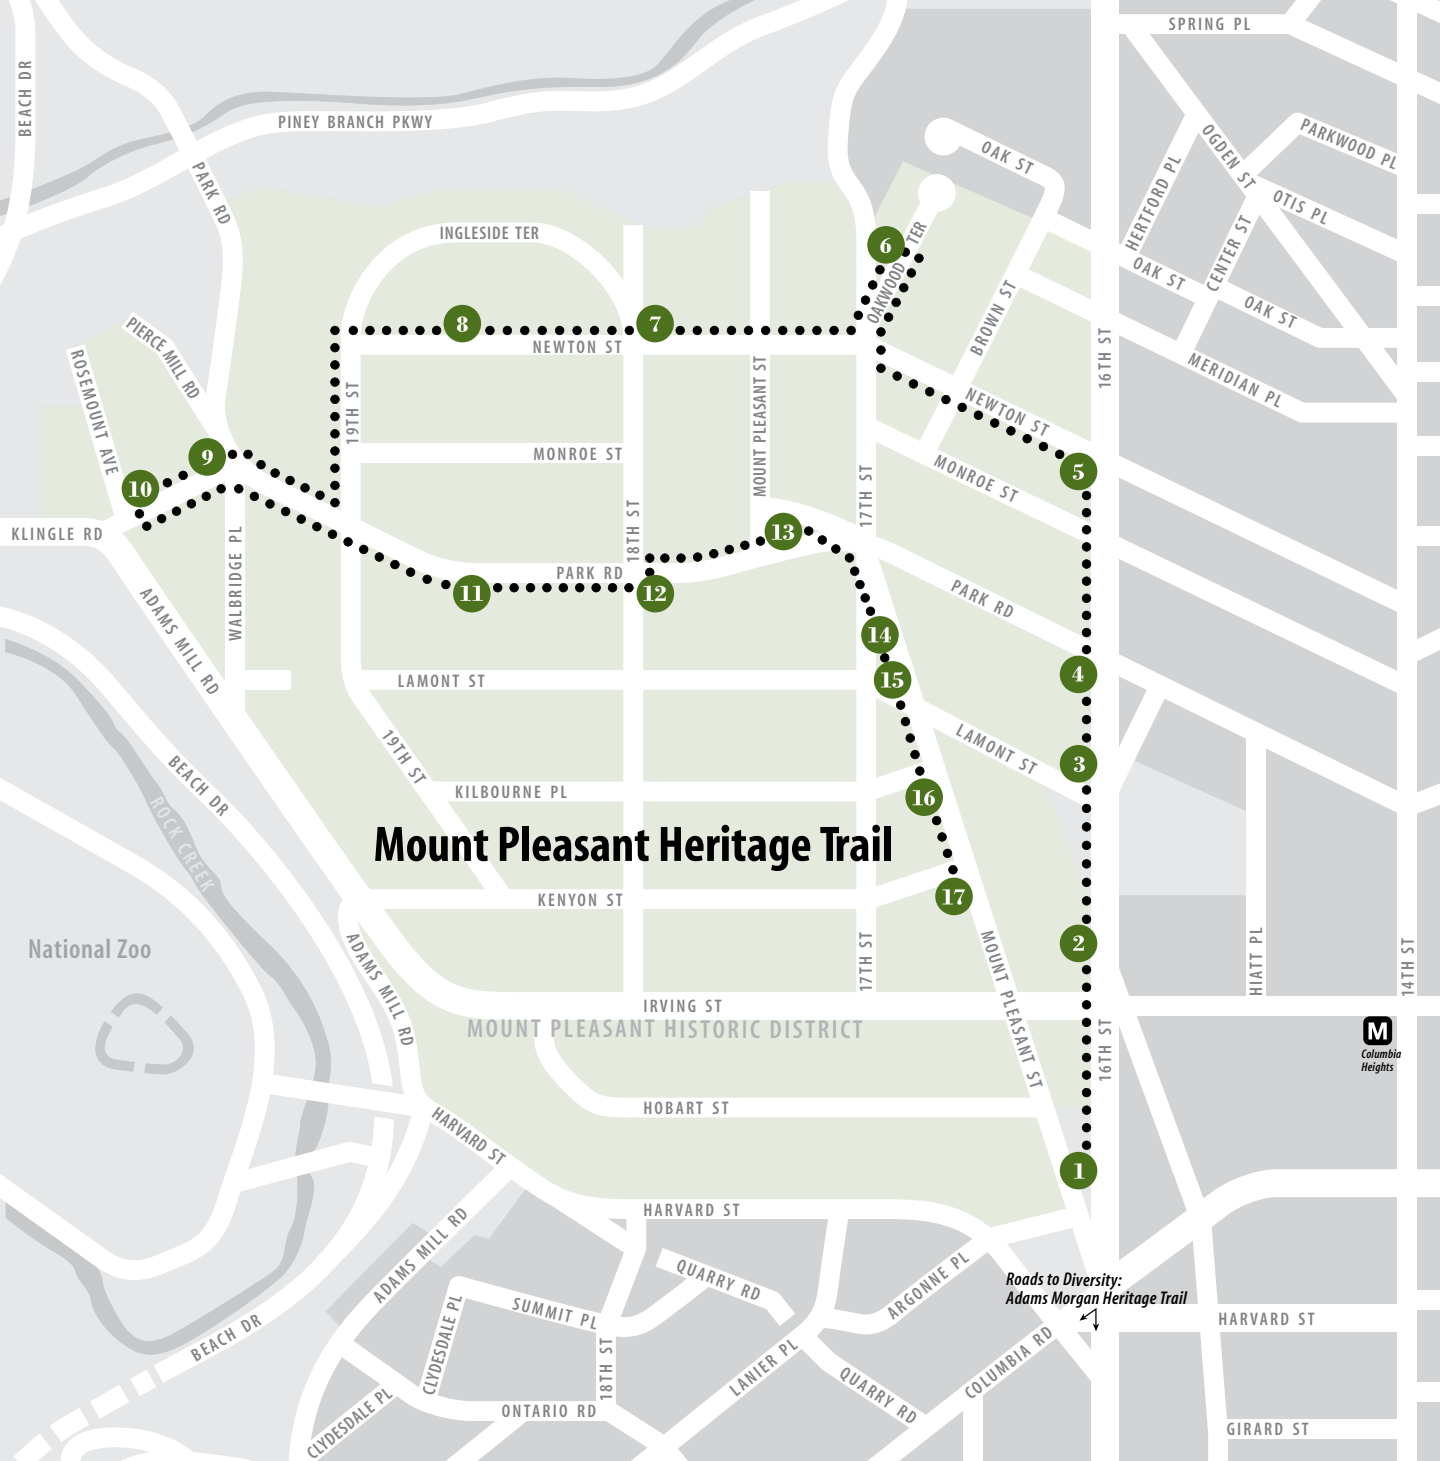 SPRING PL
BEACH DR
PINEY BRANCH PKWY
PARK RD
OAK ST
OGDEN ST
PARKWOOD PL
HERTFORD PL
OTIS PL
CENTER ST
INGLESIDE TER
6
OAKWOOD TER
OAK ST
OAK ST
BROWN ST
8
7
NEWTON ST
PIERCE MILL RD
ROSEMOUNT AVE
19TH ST
MOUNT PLEASANT ST
16TH ST
MERIDIAN PL
NEWTON ST
MONROE ST
9
10
5
MONROE ST
17TH ST
18TH ST
13
KLINGLE RD
WALBRIDGE PL
PARK RD
11
12
PARK RD
ADAMS MILL RD
14
15
4
LAMONT ST
LAMONT ST
3
19TH ST
BEACH DR
ROCK CREEK
KILBOURNE PL
16
Mount Pleasant Heritage Trail
KENYON ST
17
National Zoo
ADAMS MILL RD
17TH ST
MOUNT PLEASANT ST
2
HIATT PL
14TH ST
IRVING ST
MOUNT PLEASANT HISTORIC DISTRICT
16TH ST
M
Columbia
Heights
HOBART ST
HARVARD ST
1
HARVARD ST
ADAMS MILL RD
QUARRY RD
ARGONNE PL
Roads to Diversity:
Adams Morgan Heritage Trail
SUMMIT PL
CLYDESDALE PL
BEACH DR
18TH ST
LANIER PL
QUARRY RD
COLUMBIA RD
HARVARD ST
CLYDESDALE PL
ONTARIO RD
GIRARD ST